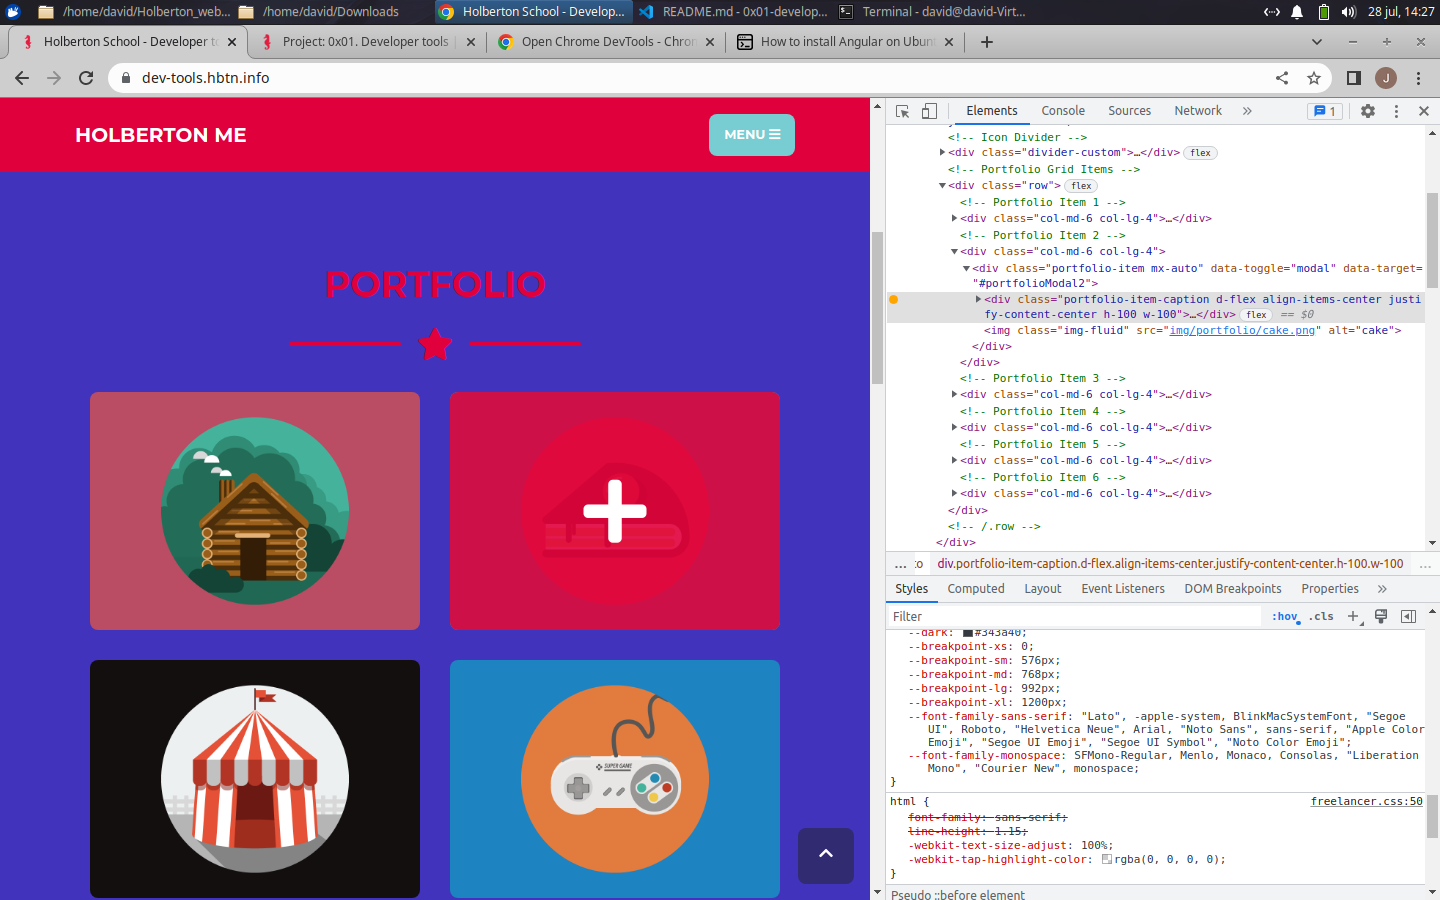 /home/david/Holberton_web...
/home/david/Downloads
Holberton School - Develop...
README.md - 0x01-develop...
Terminal - david@david-Virt...
28 jul, 14:27
Holberton School - Developer to
Project: 0x01. Developer tools |
Open Chrome DevTools - Chrom
How to install Angular on Ubunt
dev-tools.hbtn.info
J
HOLBERTON ME
MENU
PORTFOLIO
SUPER GAME
Elements
Console
Sources
Network
1
<!-- Icon Divider -->
<div class="divider-custom">…</div> flex
<!-- Portfolio Grid Items -->
<div class="row"> flex
<!-- Portfolio Item 1 -->
<div class="col-md-6 col-lg-4">…</div>
<!-- Portfolio Item 2 -->
<div class="col-md-6 col-lg-4">
<div class="portfolio-item mx-auto" data-toggle="modal" data-target=
"#portfolioModal2">
<div class="portfolio-item-caption d-flex align-items-center justi
fy-content-center h-100 w-100">…</div> flex == $0
<img class="img-fluid" src="img/portfolio/cake.png" alt="cake">
</div>
</div>
<!-- Portfolio Item 3 -->
<div class="col-md-6 col-lg-4">…</div>
<!-- Portfolio Item 4 -->
<div class="col-md-6 col-lg-4">…</div>
<!-- Portfolio Item 5 -->
<div class="col-md-6 col-lg-4">…</div>
<!-- Portfolio Item 6 -->
<div class="col-md-6 col-lg-4">…</div>
</div>
<!-- /.row -->
</div>
... to div.portfolio-item-caption.d-flex.align-items-center.justify-content-center.h-100.w-100 ...
Styles
Computed
Layout
Event Listeners
DOM Breakpoints
Properties
Filter
:hov
.cls
--dark: #343a40;
--breakpoint-xs: 0;
--breakpoint-sm: 576px;
--breakpoint-md: 768px;
--breakpoint-lg: 992px;
--breakpoint-xl: 1200px;
--font-family-sans-serif: "Lato", -apple-system, BlinkMacSystemFont, "Segoe
UI", Roboto, "Helvetica Neue", Arial, "Noto Sans", sans-serif, "Apple Color
Emoji", "Segoe UI Emoji", "Segoe UI Symbol", "Noto Color Emoji";
--font-family-monospace: SFMono-Regular, Menlo, Monaco, Consolas, "Liberation
Mono", "Courier New", monospace;
}
html {
freelancer.css:50
font-family: sans-serif;
line-height: 1.15;
-webkit-text-size-adjust: 100%;
-webkit-tap-highlight-color: rgba(0, 0, 0, 0);
}
Pseudo ::before element